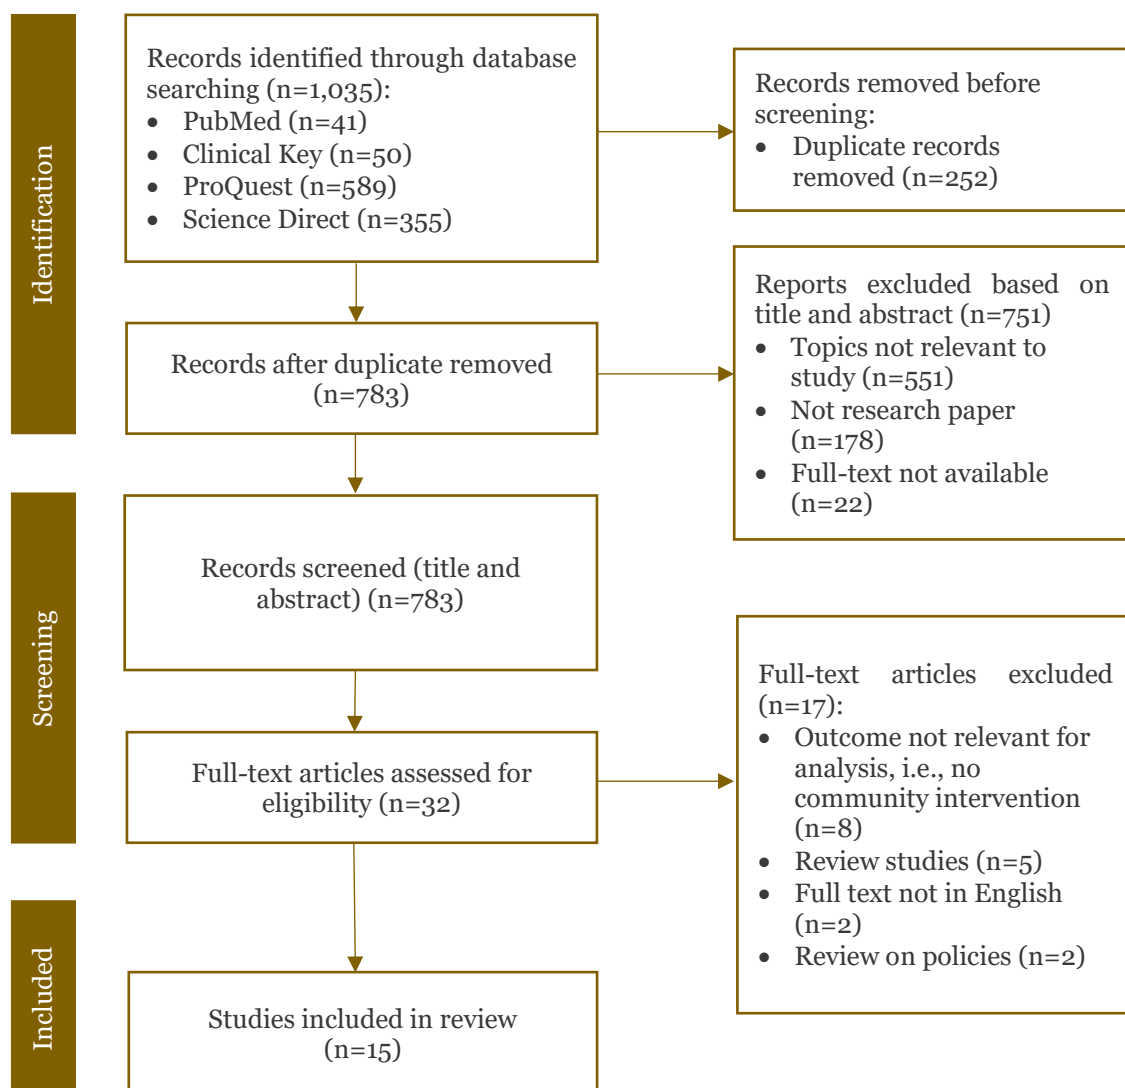 Identification
Records identified through database
searching (n=1,035):
• PubMed (n=41)
• Clinical Key (n=50)
• ProQuest (n=589)
• Science Direct (n=355)
Records removed before
screening:
• Duplicate records
removed (n=252)
Records after duplicate removed
(n=783)
Reports excluded based on
title and abstract (n=751)
• Topics not relevant to
study (n=551)
• Not research paper
(n=178)
• Full-text not available
(n=22)
Screening
Records screened (title and
abstract) (n=783)
Full-text articles assessed for
eligibility (n=32)
Full-text articles excluded
(n=17):
• Outcome not relevant for
analysis, i.e., no
community intervention
(n=8)
• Review studies (n=5)
• Full text not in English
(n=2)
• Review on policies (n=2)
Included
Studies included in review
(n=15)